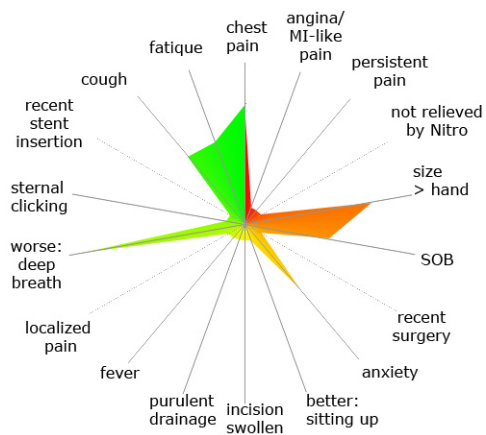 chest
pain
angina/
MI-like
pain
persistent
pain
not relieved
by Nitro
size
> hand
SOB
recent
surgery
anxiety
better:
sitting up
incision
swollen
purulent
drainage
fever
localized
pain
worse:
deep
breath
sternal
clicking
recent
stent
insertion
cough
fatique